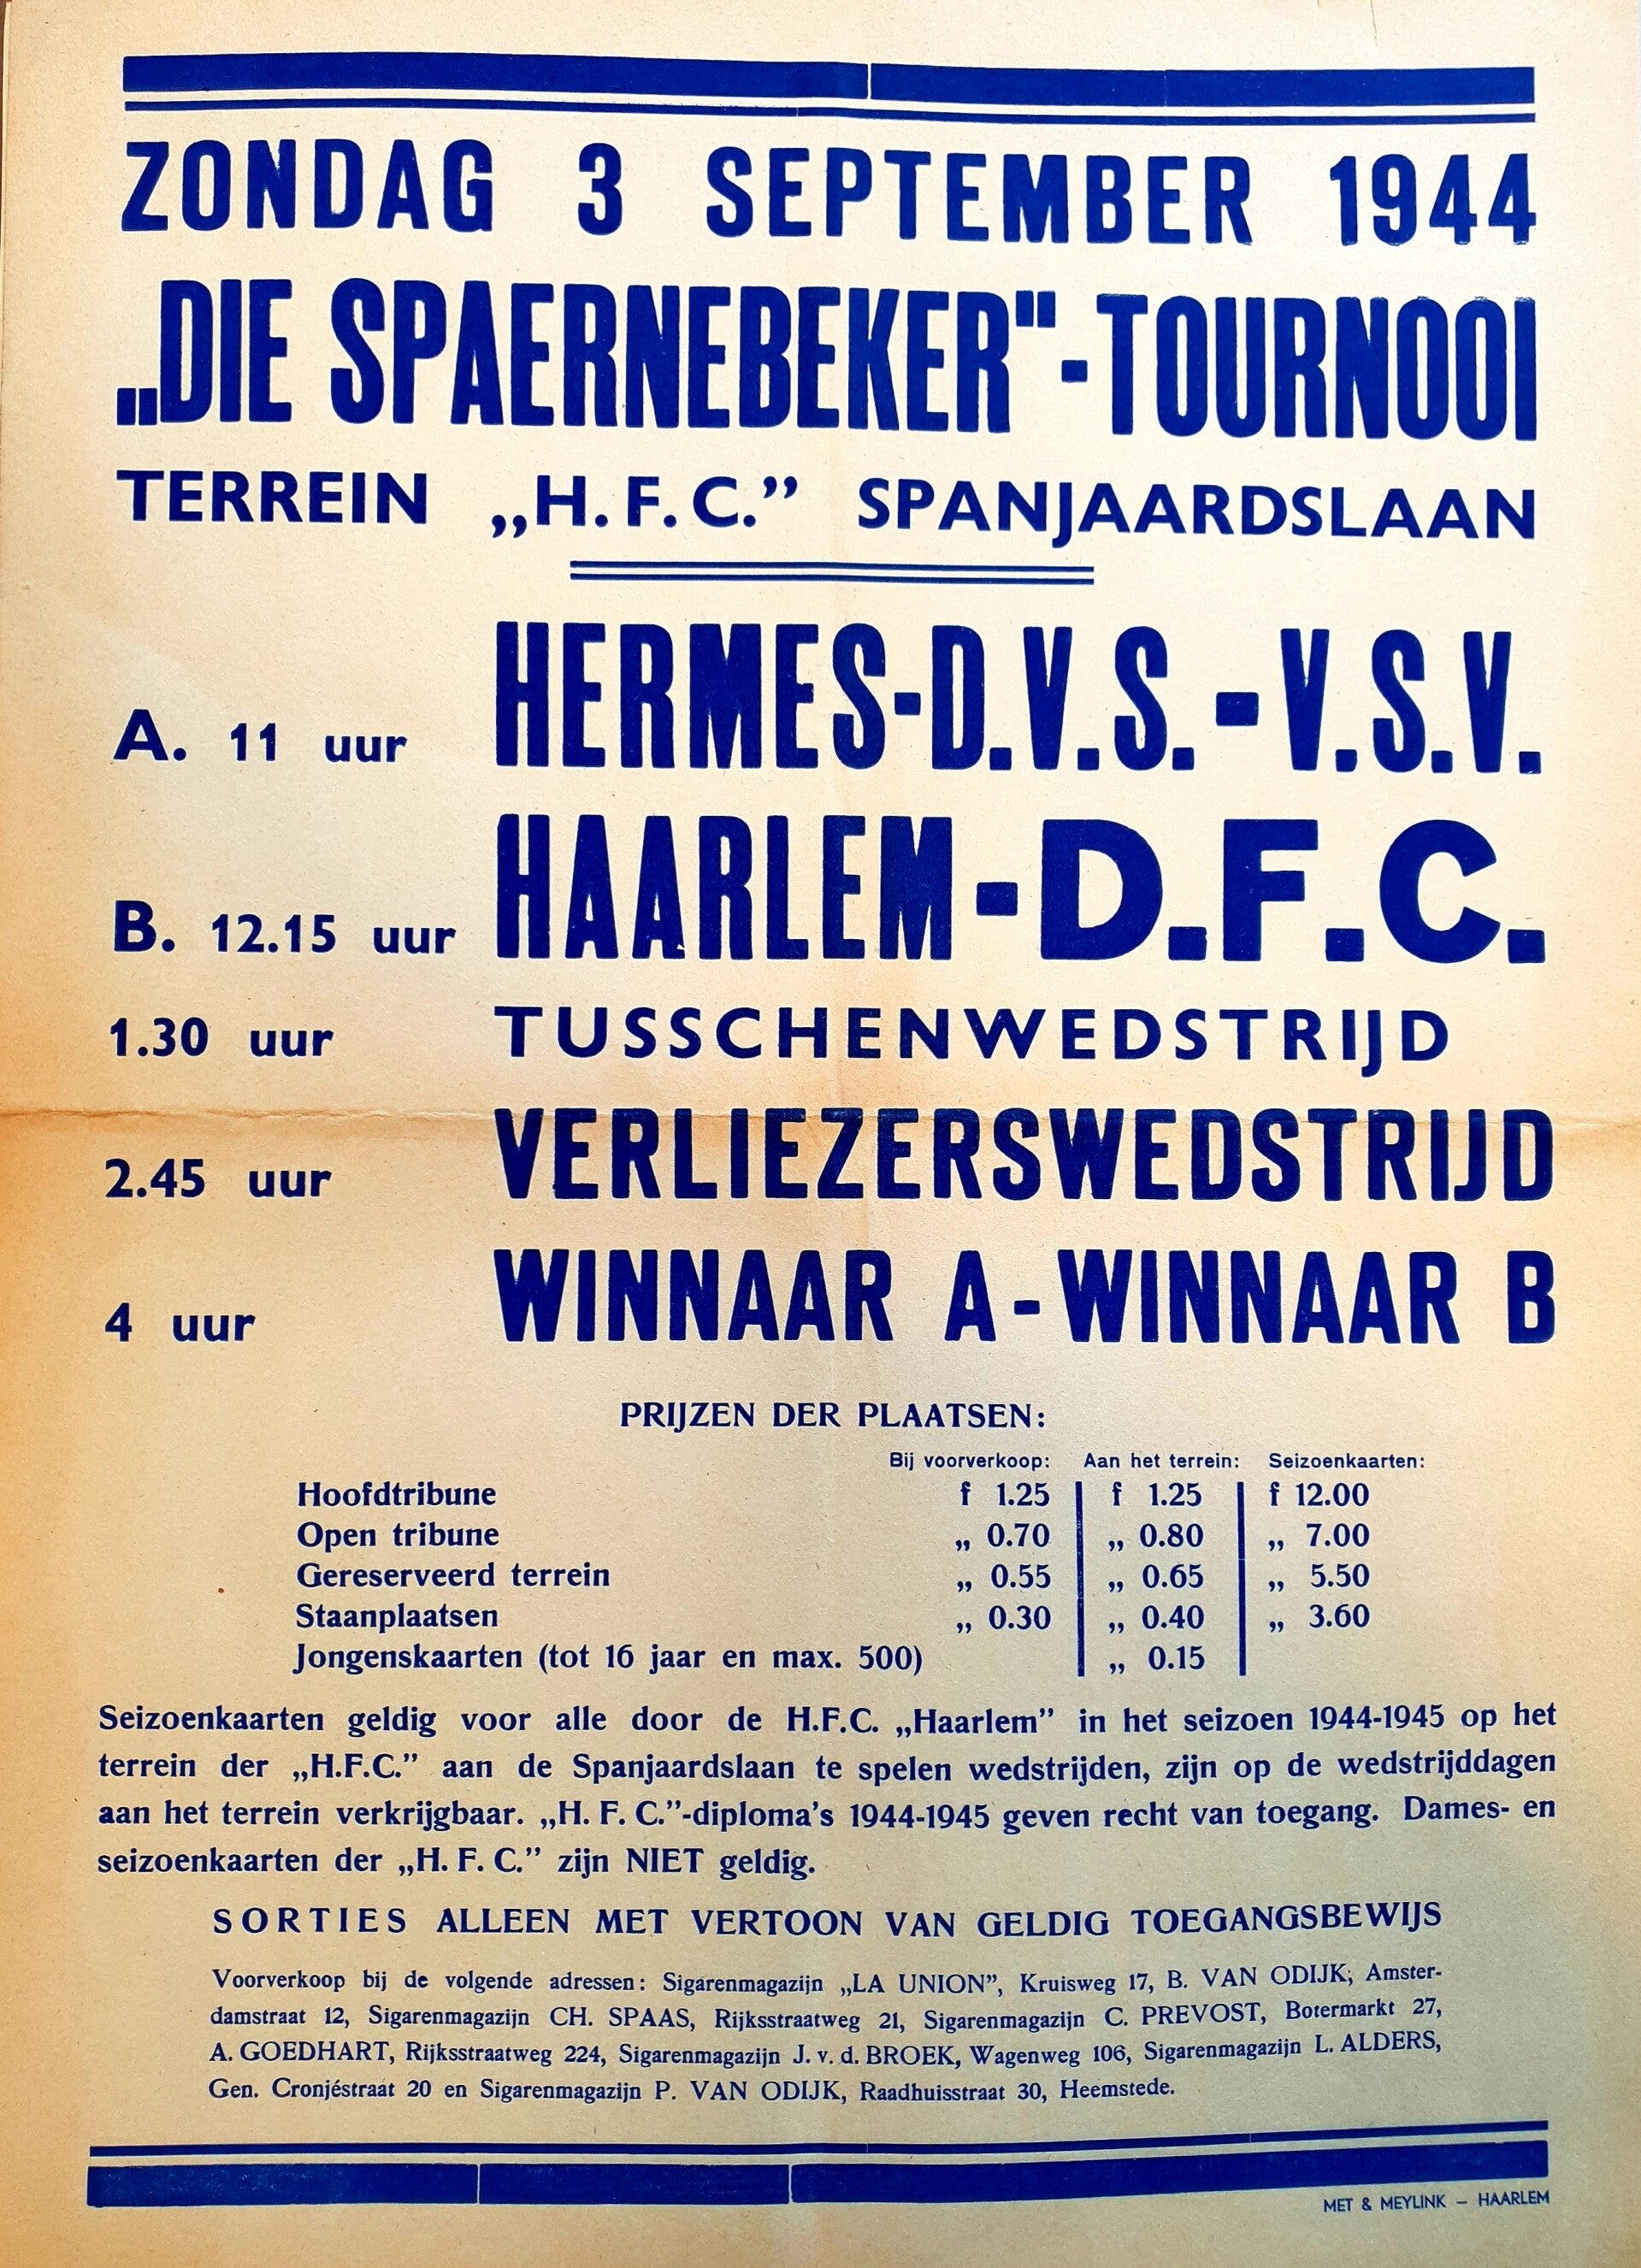 ZONDAG 3 SEPTEMBER 1944
„DIE SPAERNEBEKER"-TOURNOOI
TERREIN „H.F.C.” SPANJAARDSLAAN
A. 11 uur HERMES-D.V.S.-V.S.V.
B. 12.15 uur HAARLEM-D.F.C.
1.30 uur TUSSCHENWEDSTRIJD
2.45 uur VERLIEZERSWEDSTRIJD
4 uur WINNAAR A-WINNAAR B
PRIJZEN DER PLAATSEN:
Bij voorverkoop: Aan het terrein: Seizoenkaarten:
Hoofdtribune f 1.25 f 1.25 f 12.00
Open tribune „ 0.70 „ 0.80 „ 7.00
Gereserveerd terrein „ 0.55 „ 0.65 „ 5.50
Staanplaatsen „ 0.30 „ 0.40 „ 3.60
Jongenskaarten (tot 16 jaar en max. 500) „ 0.15
Seizoenkaarten geldig voor alle door de H.F.C. „Haarlem” in het seizoen 1944-1945 op het
terrein der „H.F.C.” aan de Spanjaardslaan te spelen wedstrijden, zijn op de wedstrijddagen
aan het terrein verkrijgbaar. „H. F. C.”-diploma's 1944-1945 geven recht van toegang. Dames- en
seizoenkaarten der „H. F. C.” zijn NIET geldig.
SORTIES ALLEEN MET VERTOON VAN GELDIG TOEGANGSBEWIJS
Voorverkoop bij de volgende adressen: Sigarenmagazijn „LA UNION”, Kruisweg 17, B. VAN ODIJK, Amster-
damstraat 12, Sigarenmagazijn CH. SPAAS, Rijksstraatweg 21, Sigarenmagazijn C. PREVOST, Botermarkt 27,
A. GOEDHART, Rijksstraatweg 224, Sigarenmagazijn J. v. d. BROEK, Wagenweg 106, Sigarenmagazijn L. ALDERS,
Gen. Cronjéstraat 20 en Sigarenmagazijn P. VAN ODIJK, Raadhuisstraat 30, Heemstede.
MET & MEYLINK – HAARLEM